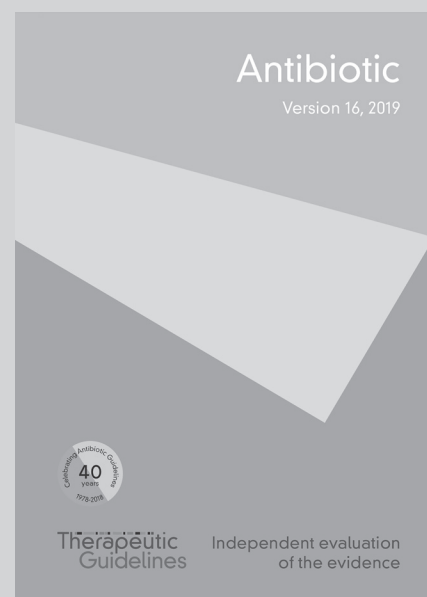 Antibiotic
Version 16, 2019
Celebrating Antibiotic Guidelines
40
years
1978-2018
Therapeutic
Guidelines
Independent evaluation
of the evidence